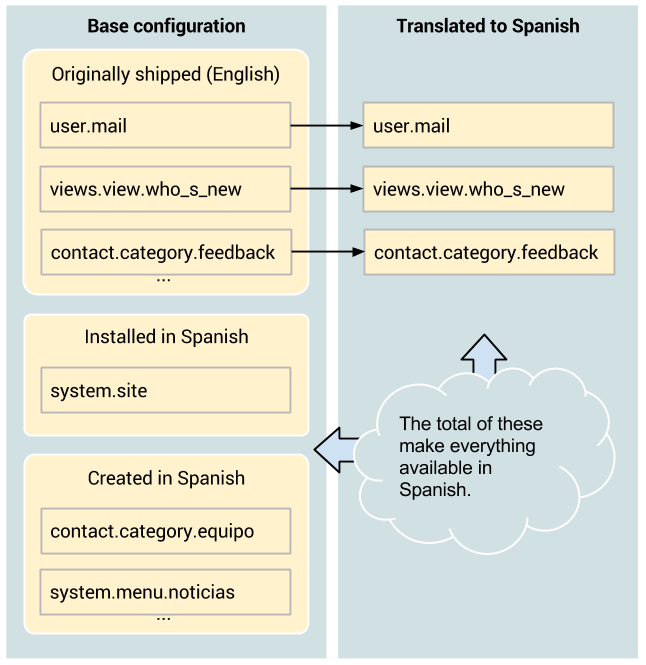 Base configuration
Originally shipped (English)
user.mail
views.view.who_s_new
contact.category.feedback
...
Installed in Spanish
system.site
Created in Spanish
contact.category.equipo
system.menu.noticias
...
Translated to Spanish
user.mail
views.view.who_s_new
contact.category.feedback
The total of these
make everything
available in
Spanish.